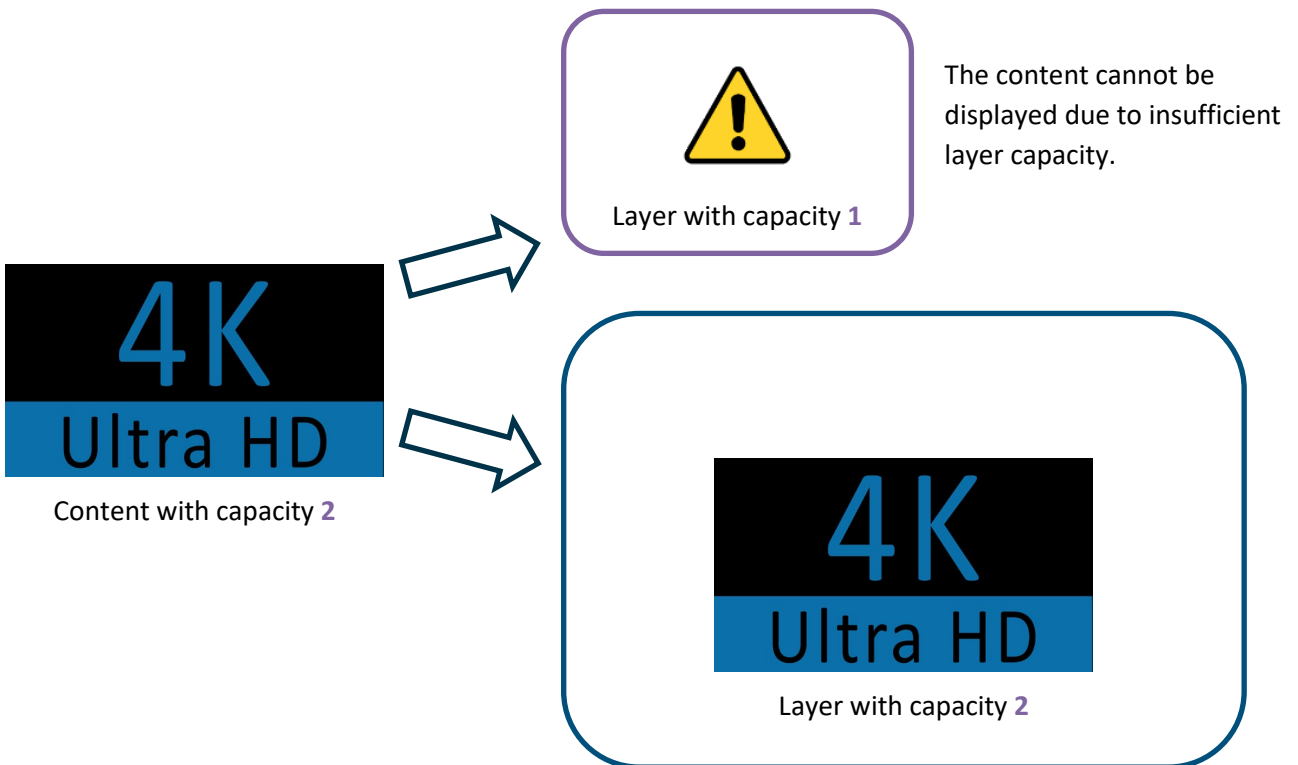 The content cannot be
displayed due to insufficient
layer capacity.
Layer with capacity 1
4K
Ultra HD
Content with capacity 2
4K
Ultra HD
Layer with capacity 2